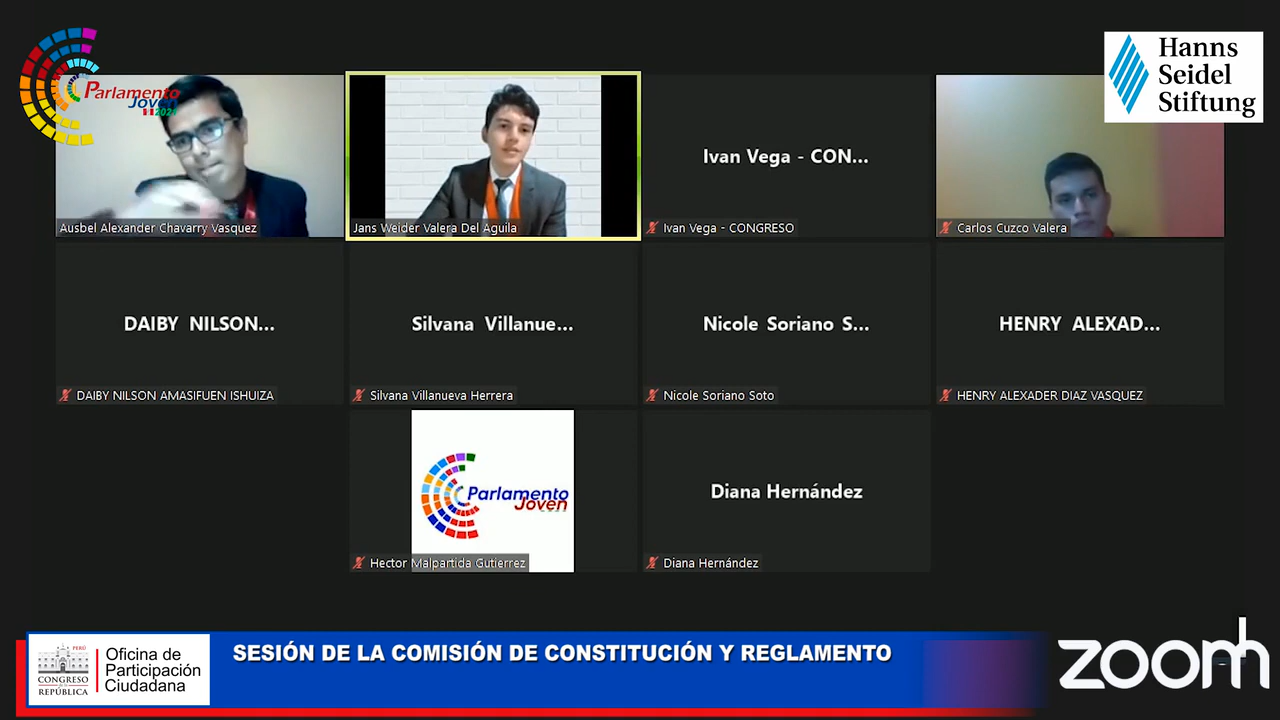 Parlamento
Joven
2021
Hanns
Seidel
Stiftung
Ausbel Alexander Chavarry Vasquez
Jans Weider Valera Del Aguila
Ivan Vega - CON...
Ivan Vega - CONGRESO
Carlos Cuzco Valera
DAIBY NILSON...
DAIBY NILSON AMASIFUEN ISHUIZA
Silvana Villanue...
Silvana Villanueva Herrera
Nicole Soriano S...
Nicole Soriano Soto
HENRY ALEXAD...
HENRY ALEXADER DIAZ VASQUEZ
Parlamento
Joven
Hector Malpartida Gutierrez
Diana Hernández
Diana Hernández
PERÚ
CONGRESO
de la
REPÚBLICA
Oficina de
Participación
Ciudadana
SESIÓN DE LA COMISIÓN DE CONSTITUCIÓN Y REGLAMENTO
zoom